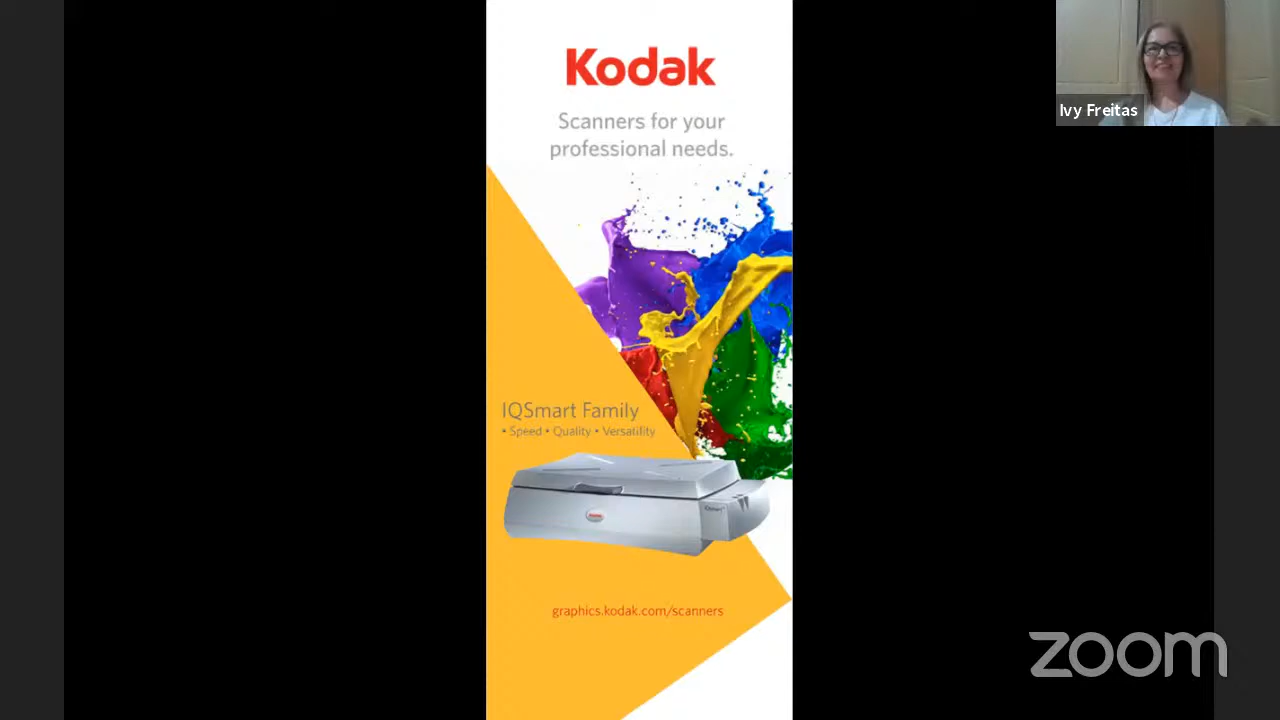 Kodak
Scanners for your
professional needs.
Ivy Freitas
IQSmart Family
• Speed • Quality • Versatility
graphics.kodak.com/scanners
zoom